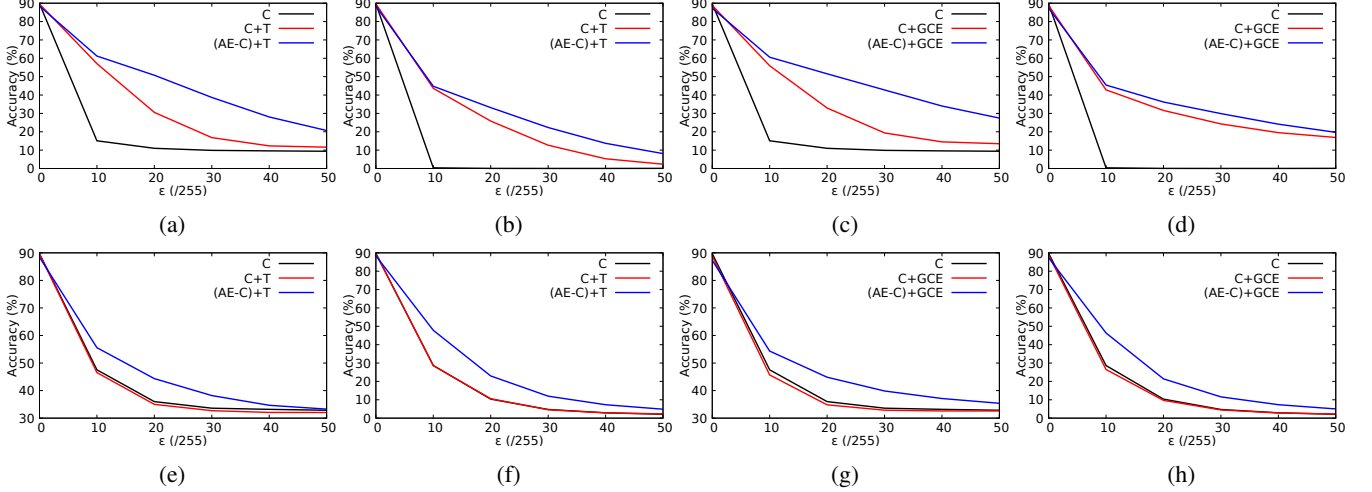 90
80
70
60
50
40
30
20
10
0
Accuracy (%)
C
C+T
(AE-C)+T
0 10 20 30 40 50
ε (/255)
(a)
90
80
70
60
50
40
30
20
10
0
Accuracy (%)
C
C+T
(AE-C)+T
0 10 20 30 40 50
ε (/255)
(b)
90
80
70
60
50
40
30
20
10
0
Accuracy (%)
C
C+GCE
(AE-C)+GCE
0 10 20 30 40 50
ε (/255)
(c)
90
80
70
60
50
40
30
20
10
0
Accuracy (%)
C
C+GCE
(AE-C)+GCE
0 10 20 30 40 50
ε (/255)
(d)
90
80
70
60
50
40
30
Accuracy (%)
C
C+T
(AE-C)+T
0 10 20 30 40 50
ε (/255)
(e)
90
80
70
60
50
40
30
20
10
0
Accuracy (%)
C
C+T
(AE-C)+T
0 10 20 30 40 50
ε (/255)
(f)
90
80
70
60
50
40
30
Accuracy (%)
C
C+GCE
(AE-C)+GCE
0 10 20 30 40 50
ε (/255)
(g)
90
80
70
60
50
40
30
20
10
0
Accuracy (%)
C
C+GCE
(AE-C)+GCE
0 10 20 30 40 50
ε (/255)
(h)